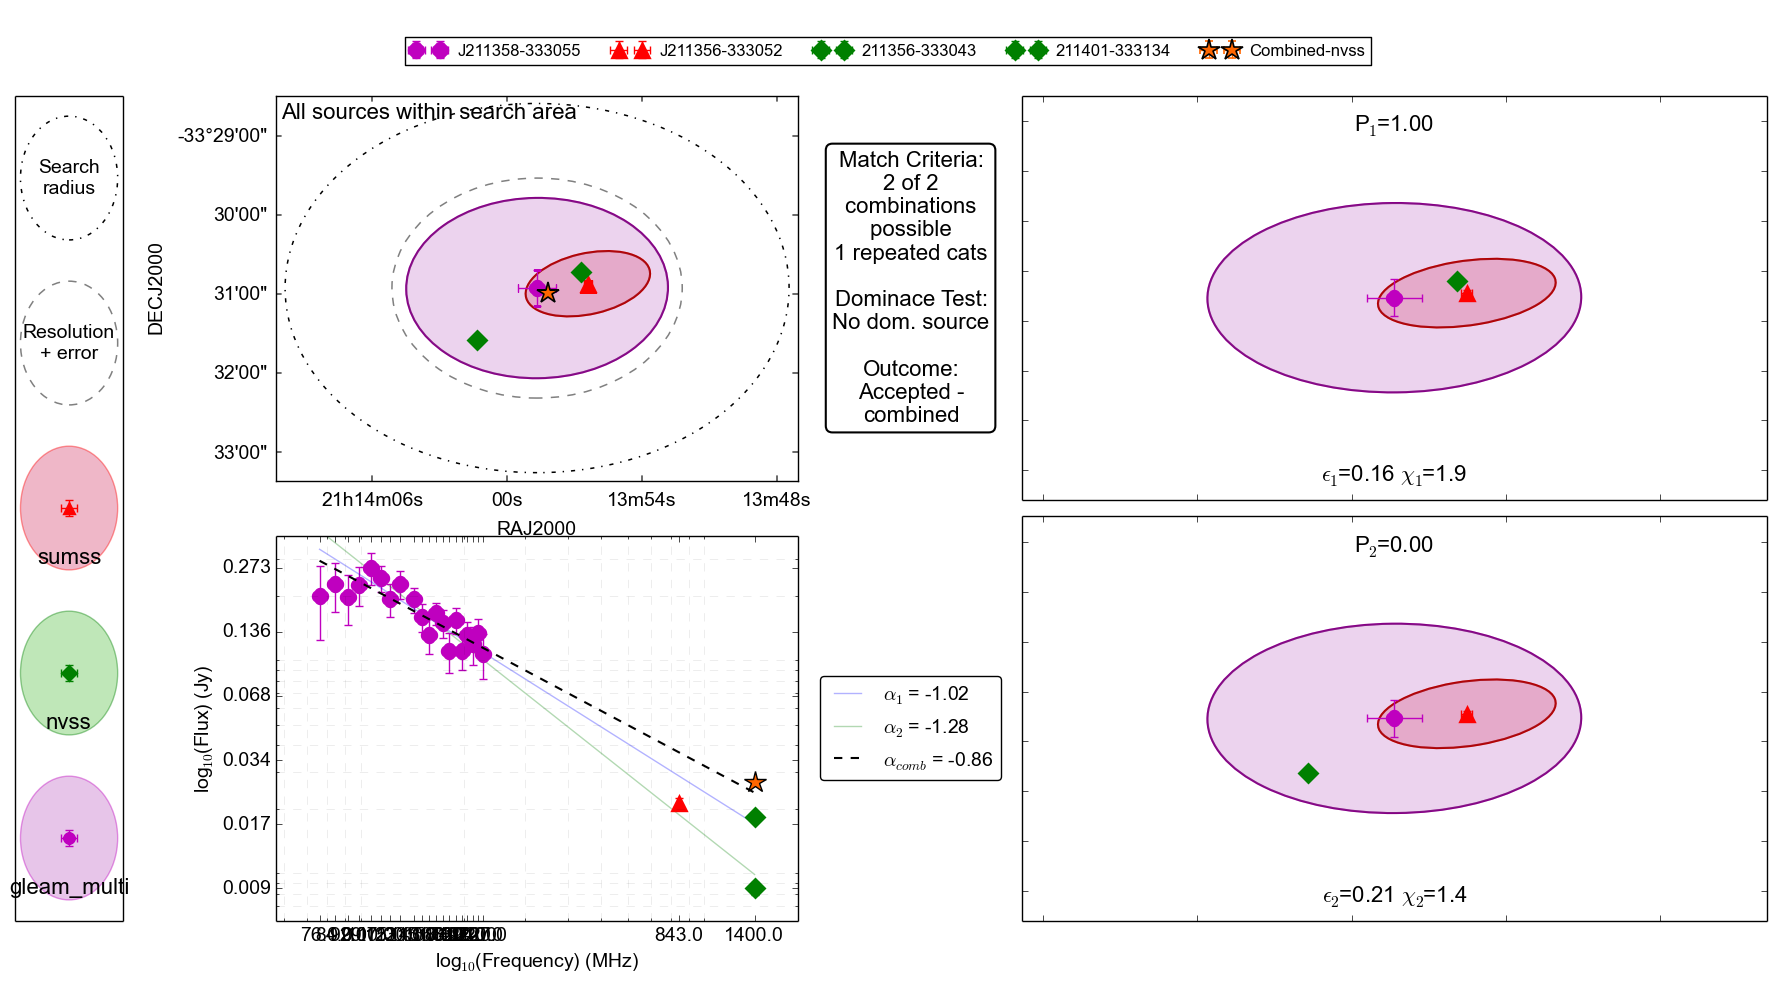 J211358-333055 J211356-333052 211356-333043 211401-333134 Combined-nvss
Search
radius
Resolution
+ error
sumss
nvss
gleam_multi
All sources within search area
DECJ2000
-33°29'00"
30'00"
31'00"
32'00"
33'00"
21h14m06s 00s 13m54s 13m48s
RAJ2000
Match Criteria:
2 of 2
combinations
possible
1 repeated cats
Dominace Test:
No dom. source
Outcome:
Accepted -
combined
P₁=1.00
ϵ₁=0.16 χ₁=1.9
log₁₀(Flux) (Jy)
0.273
0.136
0.068
0.034
0.017
0.009
843.0 1400.0
log₁₀(Frequency) (MHz)
α₁ = -1.02
α₂ = -1.28
α_comb = -0.86
P₂=0.00
ϵ₂=0.21 χ₂=1.4